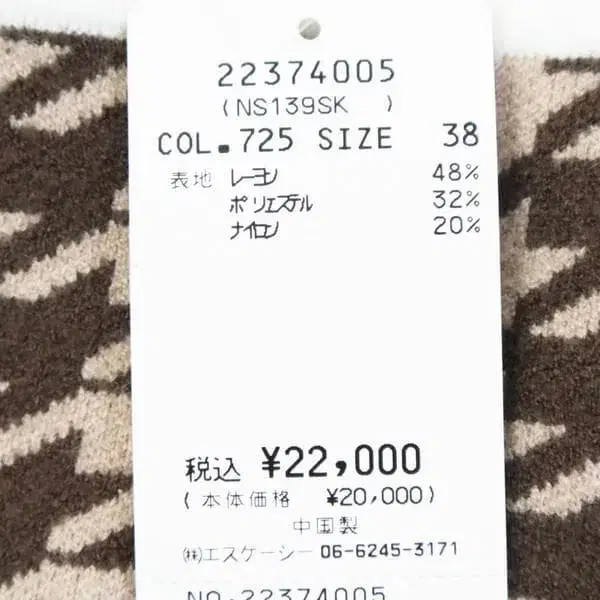 22374005
(NS139SK )
COL.725 SIZE 38
表地 レーヨン 48%
ポリエステル 32%
ナイロン 20%
税込 ¥22,000
(本体価格 ¥20,000)
中国製
㈱エスケーシー 06-6245-3171
NO.22374005